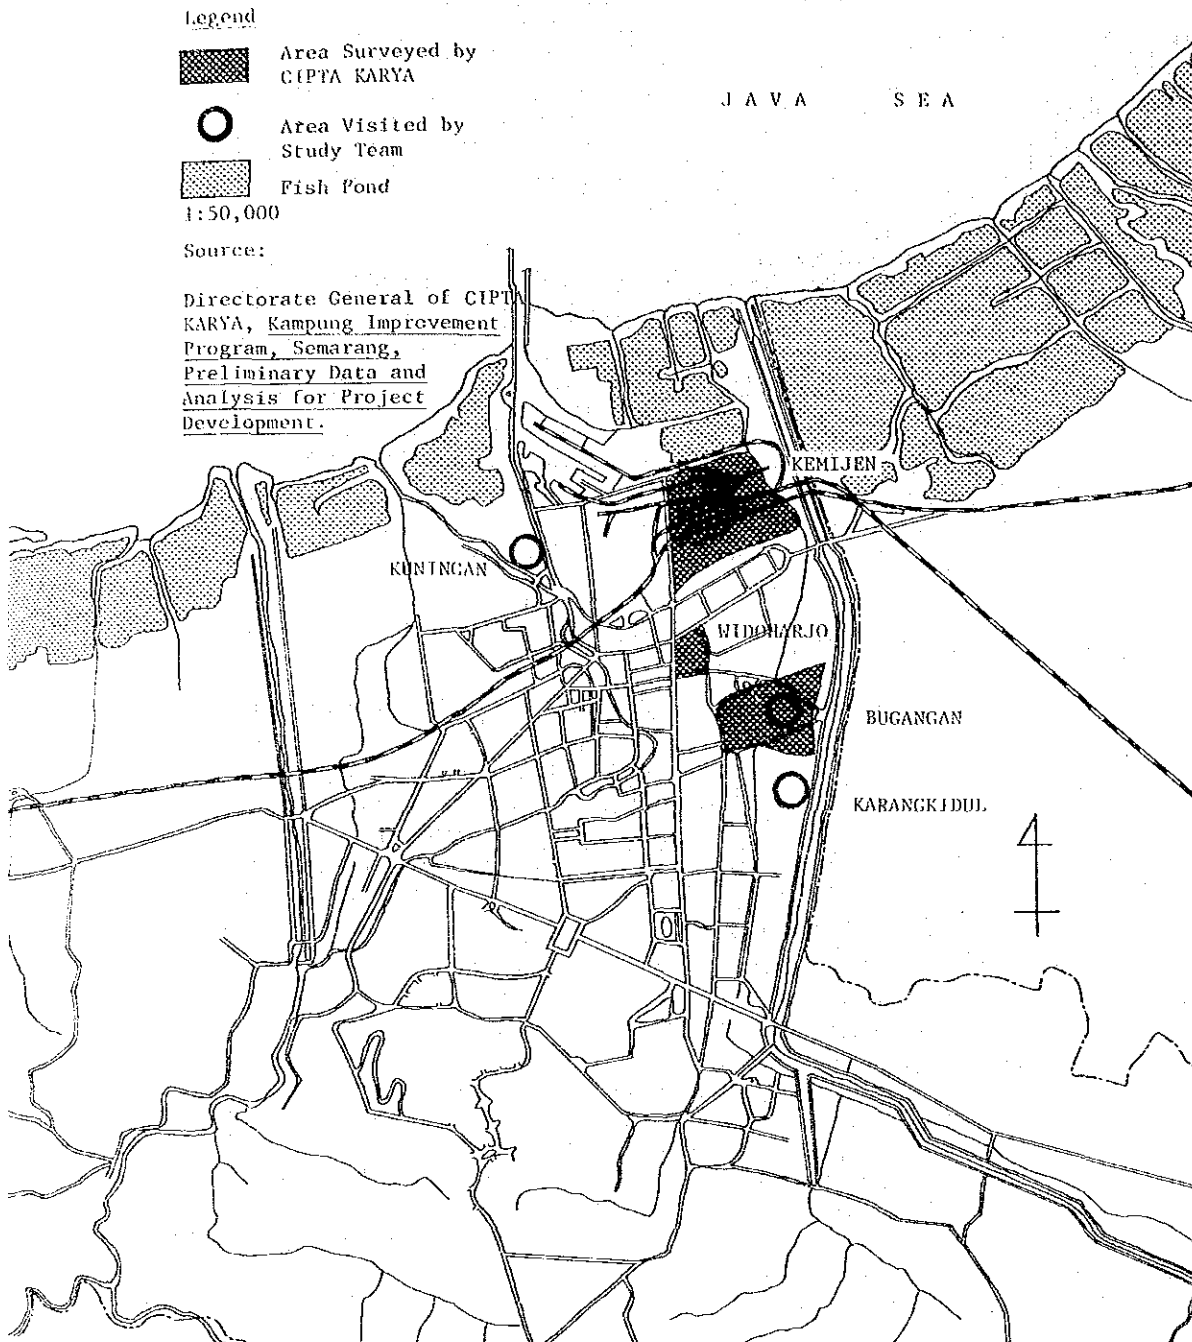 Legend
Area Surveyed by
CIPTA KARYA
Area Visited by
Study Team
Fish Pond
1:50,000
Source:
Directorate General of CIPTA
KARYA, Kampung Improvement
Program, Semarang,
Preliminary Data and
Analysis for Project
Development.
JAVA SEA
KEMIJEN
KUNINGAN
WIDOHARJO
BUGANGAN
KARANGKIDUL